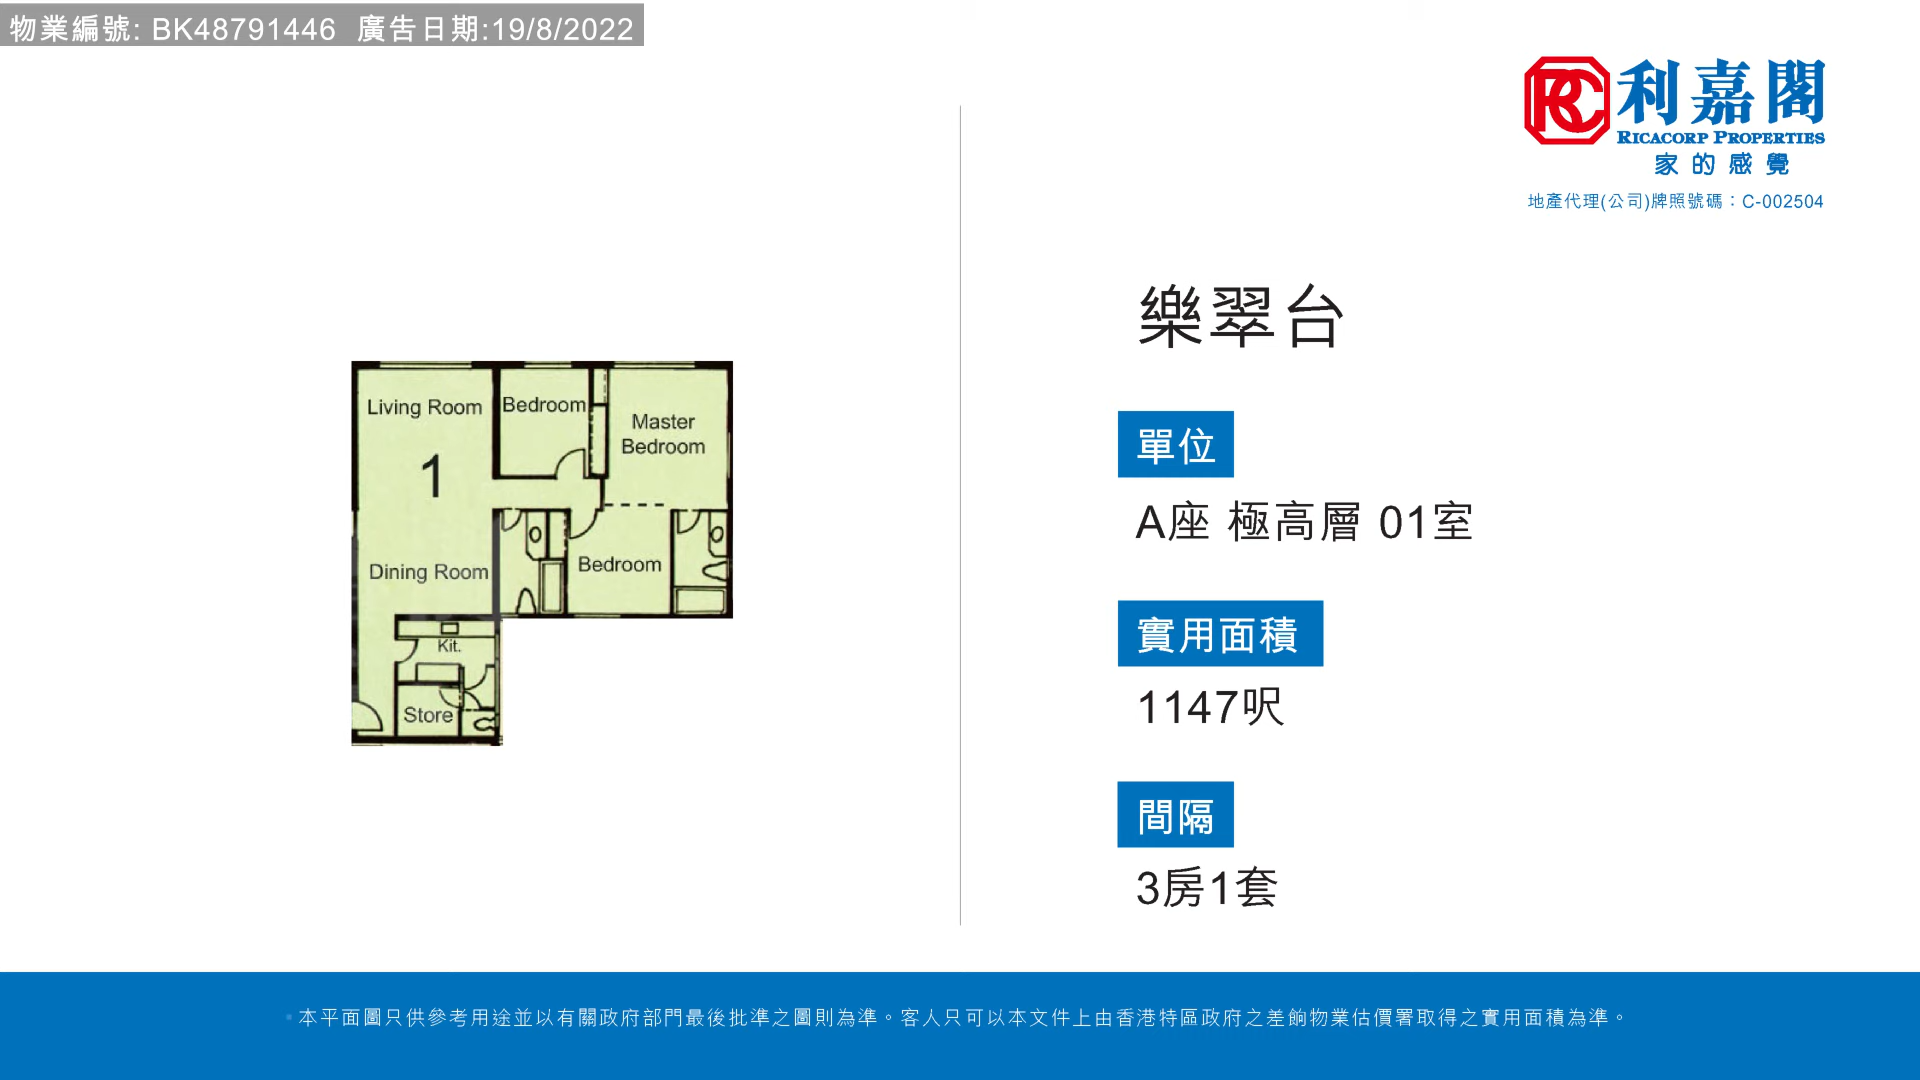 物業編號: BK48791446 廣告日期:19/8/2022
RC 利嘉閣
RICACORP PROPERTIES
家的感覺
地產代理(公司)牌照號碼：C-002504
樂翠台
單位
A座 極高層 01室
實用面積
1147呎
間隔
3房1套
Living Room
Bedroom
Master
Bedroom
1
Dining Room
Bedroom
Kit.
Store
本平面圖只供參考用途並以有關政府部門最後批準之圖則為準。客人只可以本文件上由香港特區政府之差餉物業估價署取得之實用面積為準。